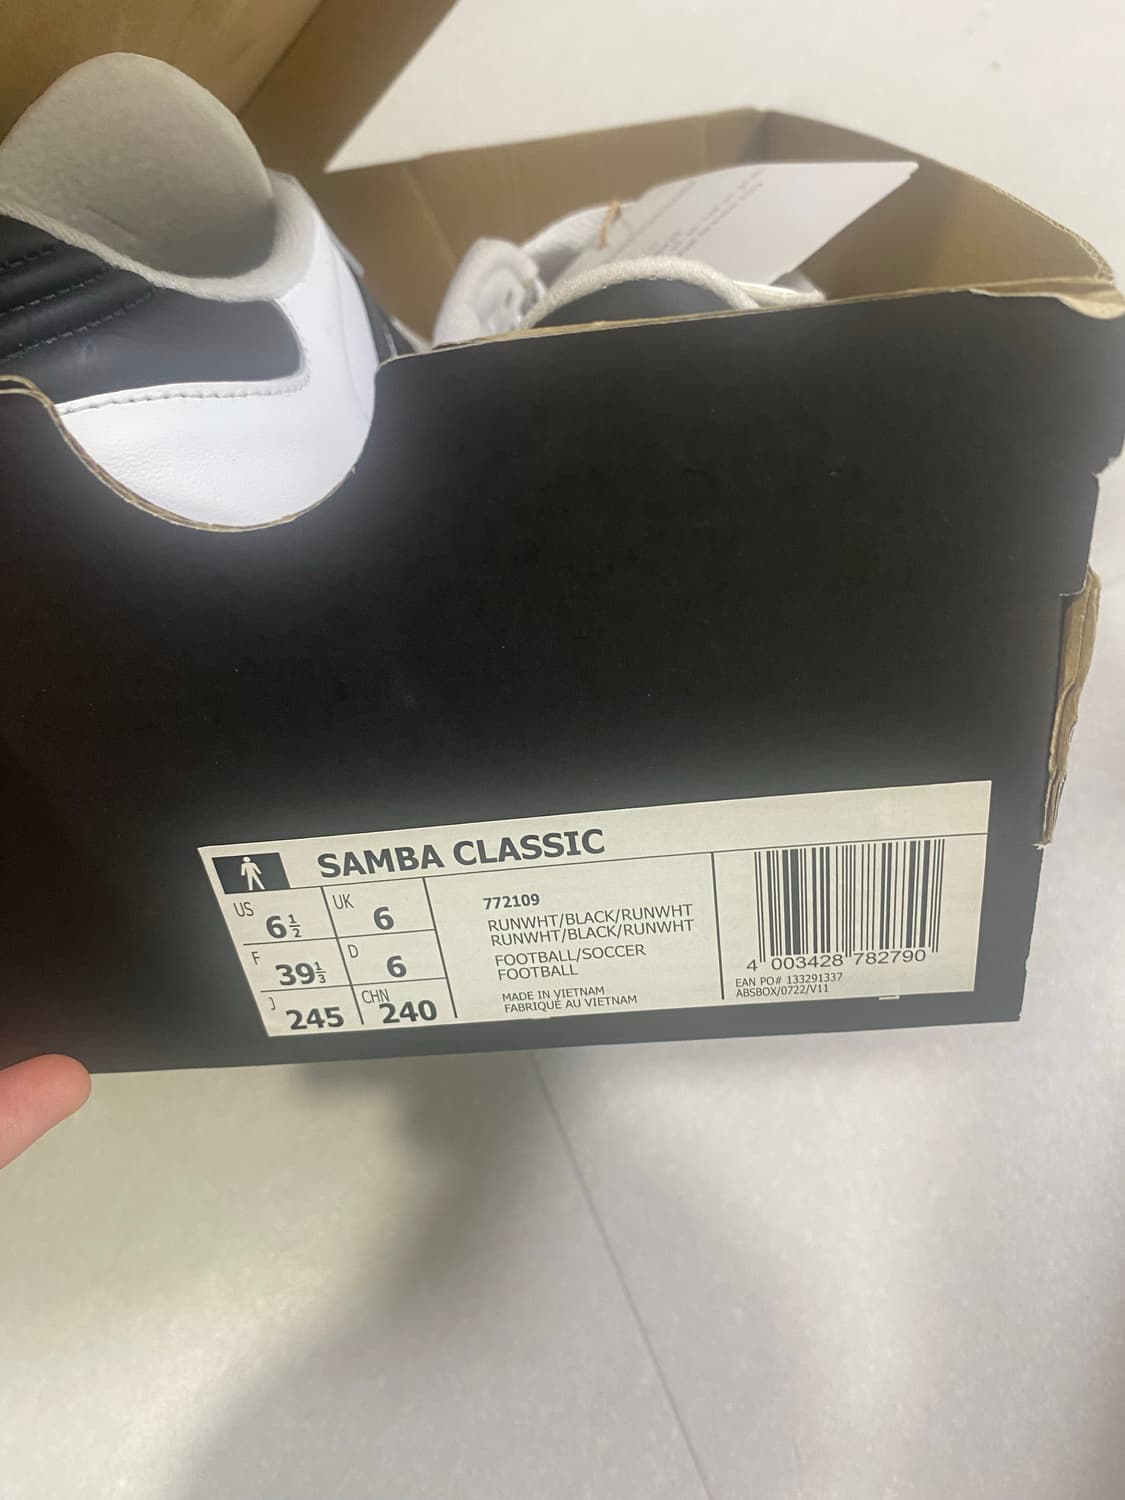 SAMBA CLASSIC
US 6½ UK 6
F 39⅓ D 6
J 245 CHN 240
772109
RUNWHT/BLACK/RUNWHT
RUNWHT/BLACK/RUNWHT
FOOTBALL/SOCCER
FOOTBALL
MADE IN VIETNAM
FABRIQUÉ AU VIETNAM
4 003428 782790
EAN PO# 133291337
ABSBOX/0722/V11